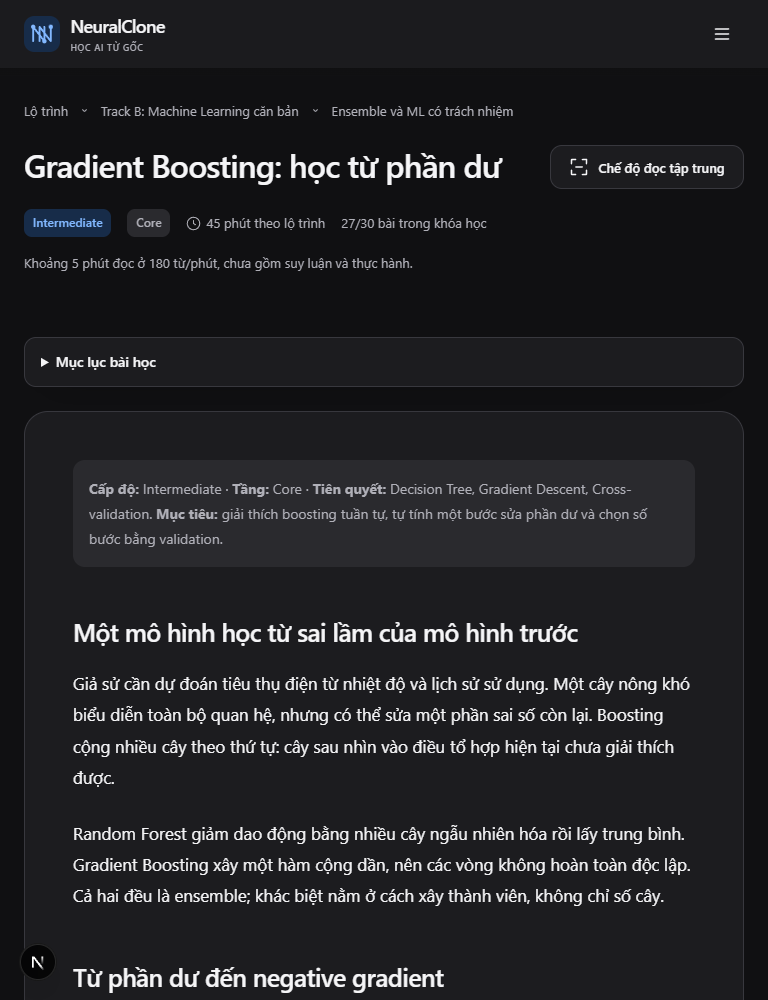 NeuralClone
HỌC AI TỪ GỐC
Lộ trình
Track B: Machine Learning căn bản
Ensemble và ML có trách nhiệm
Gradient Boosting: học từ phần dư
Chế độ đọc tập trung
Intermediate
Core
45 phút theo lộ trình
27/30 bài trong khóa học
Khoảng 5 phút đọc ở 180 từ/phút, chưa gồm suy luận và thực hành.
Mục lục bài học
Cấp độ: Intermediate · Tầng: Core · Tiên quyết: Decision Tree, Gradient Descent, Cross-
validation. Mục tiêu: giải thích boosting tuần tự, tự tính một bước sửa phần dư và chọn số
bước bằng validation.
Một mô hình học từ sai lầm của mô hình trước
Giả sử cần dự đoán tiêu thụ điện từ nhiệt độ và lịch sử sử dụng. Một cây nông khó
biểu diễn toàn bộ quan hệ, nhưng có thể sửa một phần sai số còn lại. Boosting
cộng nhiều cây theo thứ tự: cây sau nhìn vào điều tổ hợp hiện tại chưa giải thích
được.
Random Forest giảm dao động bằng nhiều cây ngẫu nhiên hóa rồi lấy trung bình.
Gradient Boosting xây một hàm cộng dần, nên các vòng không hoàn toàn độc lập.
Cả hai đều là ensemble; khác biệt nằm ở cách xây thành viên, không chỉ số cây.
Từ phần dư đến negative gradient